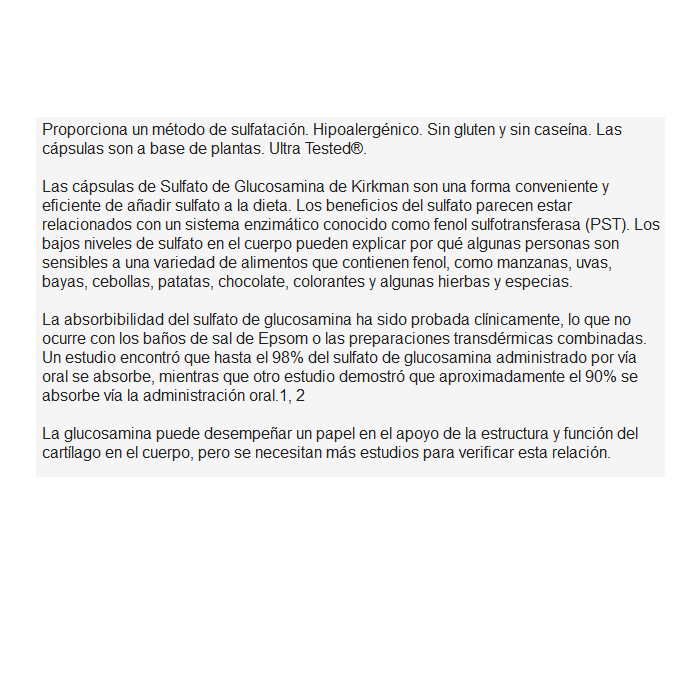 Proporciona un método de sulfatación. Hipoalergénico. Sin gluten y sin caseína. Las
cápsulas son a base de plantas. Ultra Tested®.
Las cápsulas de Sulfato de Glucosamina de Kirkman son una forma conveniente y
eficiente de añadir sulfato a la dieta. Los beneficios del sulfato parecen estar
relacionados con un sistema enzimático conocido como fenol sulfotransferasa (PST). Los
bajos niveles de sulfato en el cuerpo pueden explicar por qué algunas personas son
sensibles a una variedad de alimentos que contienen fenol, como manzanas, uvas,
bayas, cebollas, patatas, chocolate, colorantes y algunas hierbas y especias.
La absorbibilidad del sulfato de glucosamina ha sido probada clínicamente, lo que no
ocurre con los baños de sal de Epsom o las preparaciones transdérmicas combinadas.
Un estudio encontró que hasta el 98% del sulfato de glucosamina administrado por vía
oral se absorbe, mientras que otro estudio demostró que aproximadamente el 90% se
absorbe vía la administración oral.1, 2
La glucosamina puede desempeñar un papel en el apoyo de la estructura y función del
cartílago en el cuerpo, pero se necesitan más estudios para verificar esta relación.